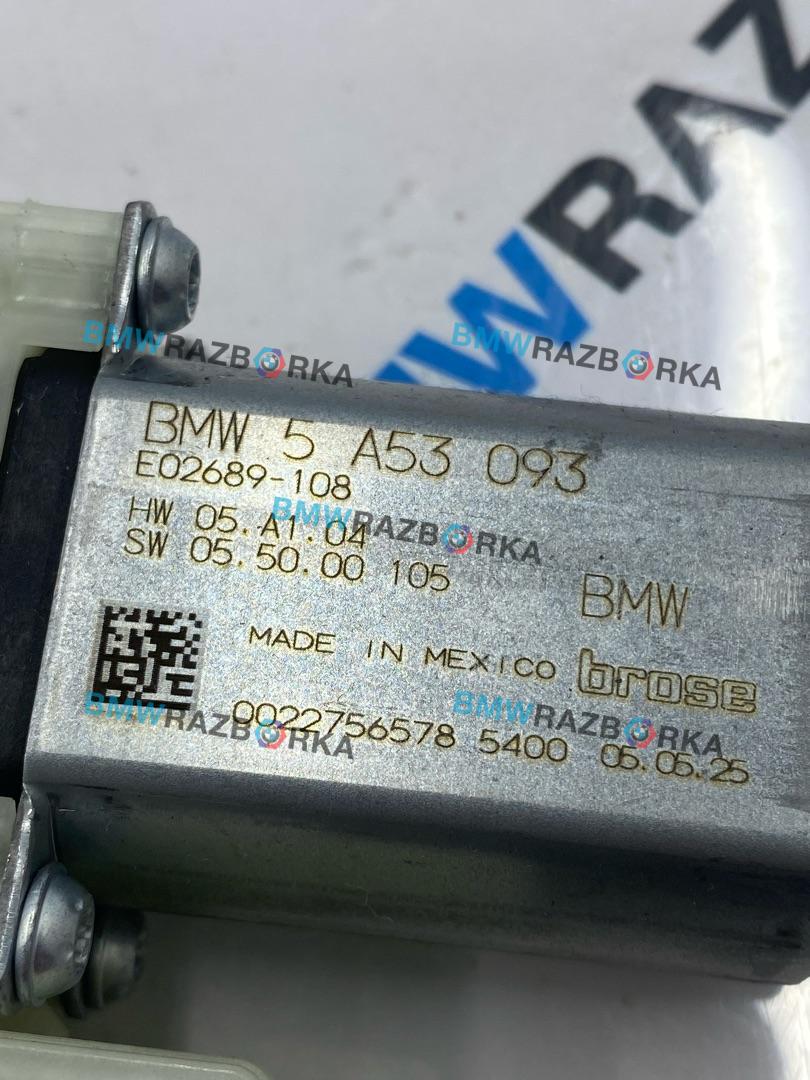 WRAZ
BMWRAZBORKA BMWRAZBORKA
BMW 5 A53 093
E02689-108
HW 05.A1.04
BMWRAZBORKA
SW 05.50.00 105
BMW
MADE IN MEXICO brose
BMWRAZBORKA BMWRAZBORKA
0022756578 5400 05.05.25